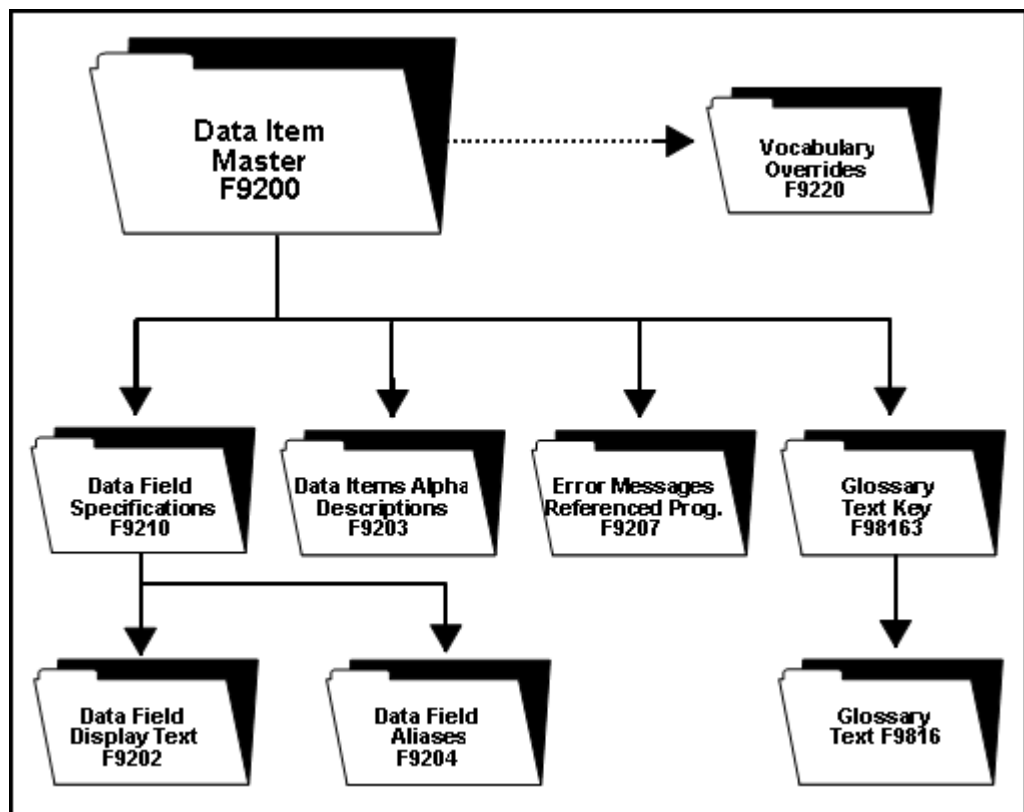 Data Item
Master
F9200
Vocabulary
Overrides
F9220
Data Field
Specifications
F9210
Data Items Alpha
Descriptions
F9203
Error Messages
Referenced Prog.
F9207
Glossary
Text Key
F98163
Data Field
Display Text
F9202
Data Field
Aliases
F9204
Glossary
Text F9816